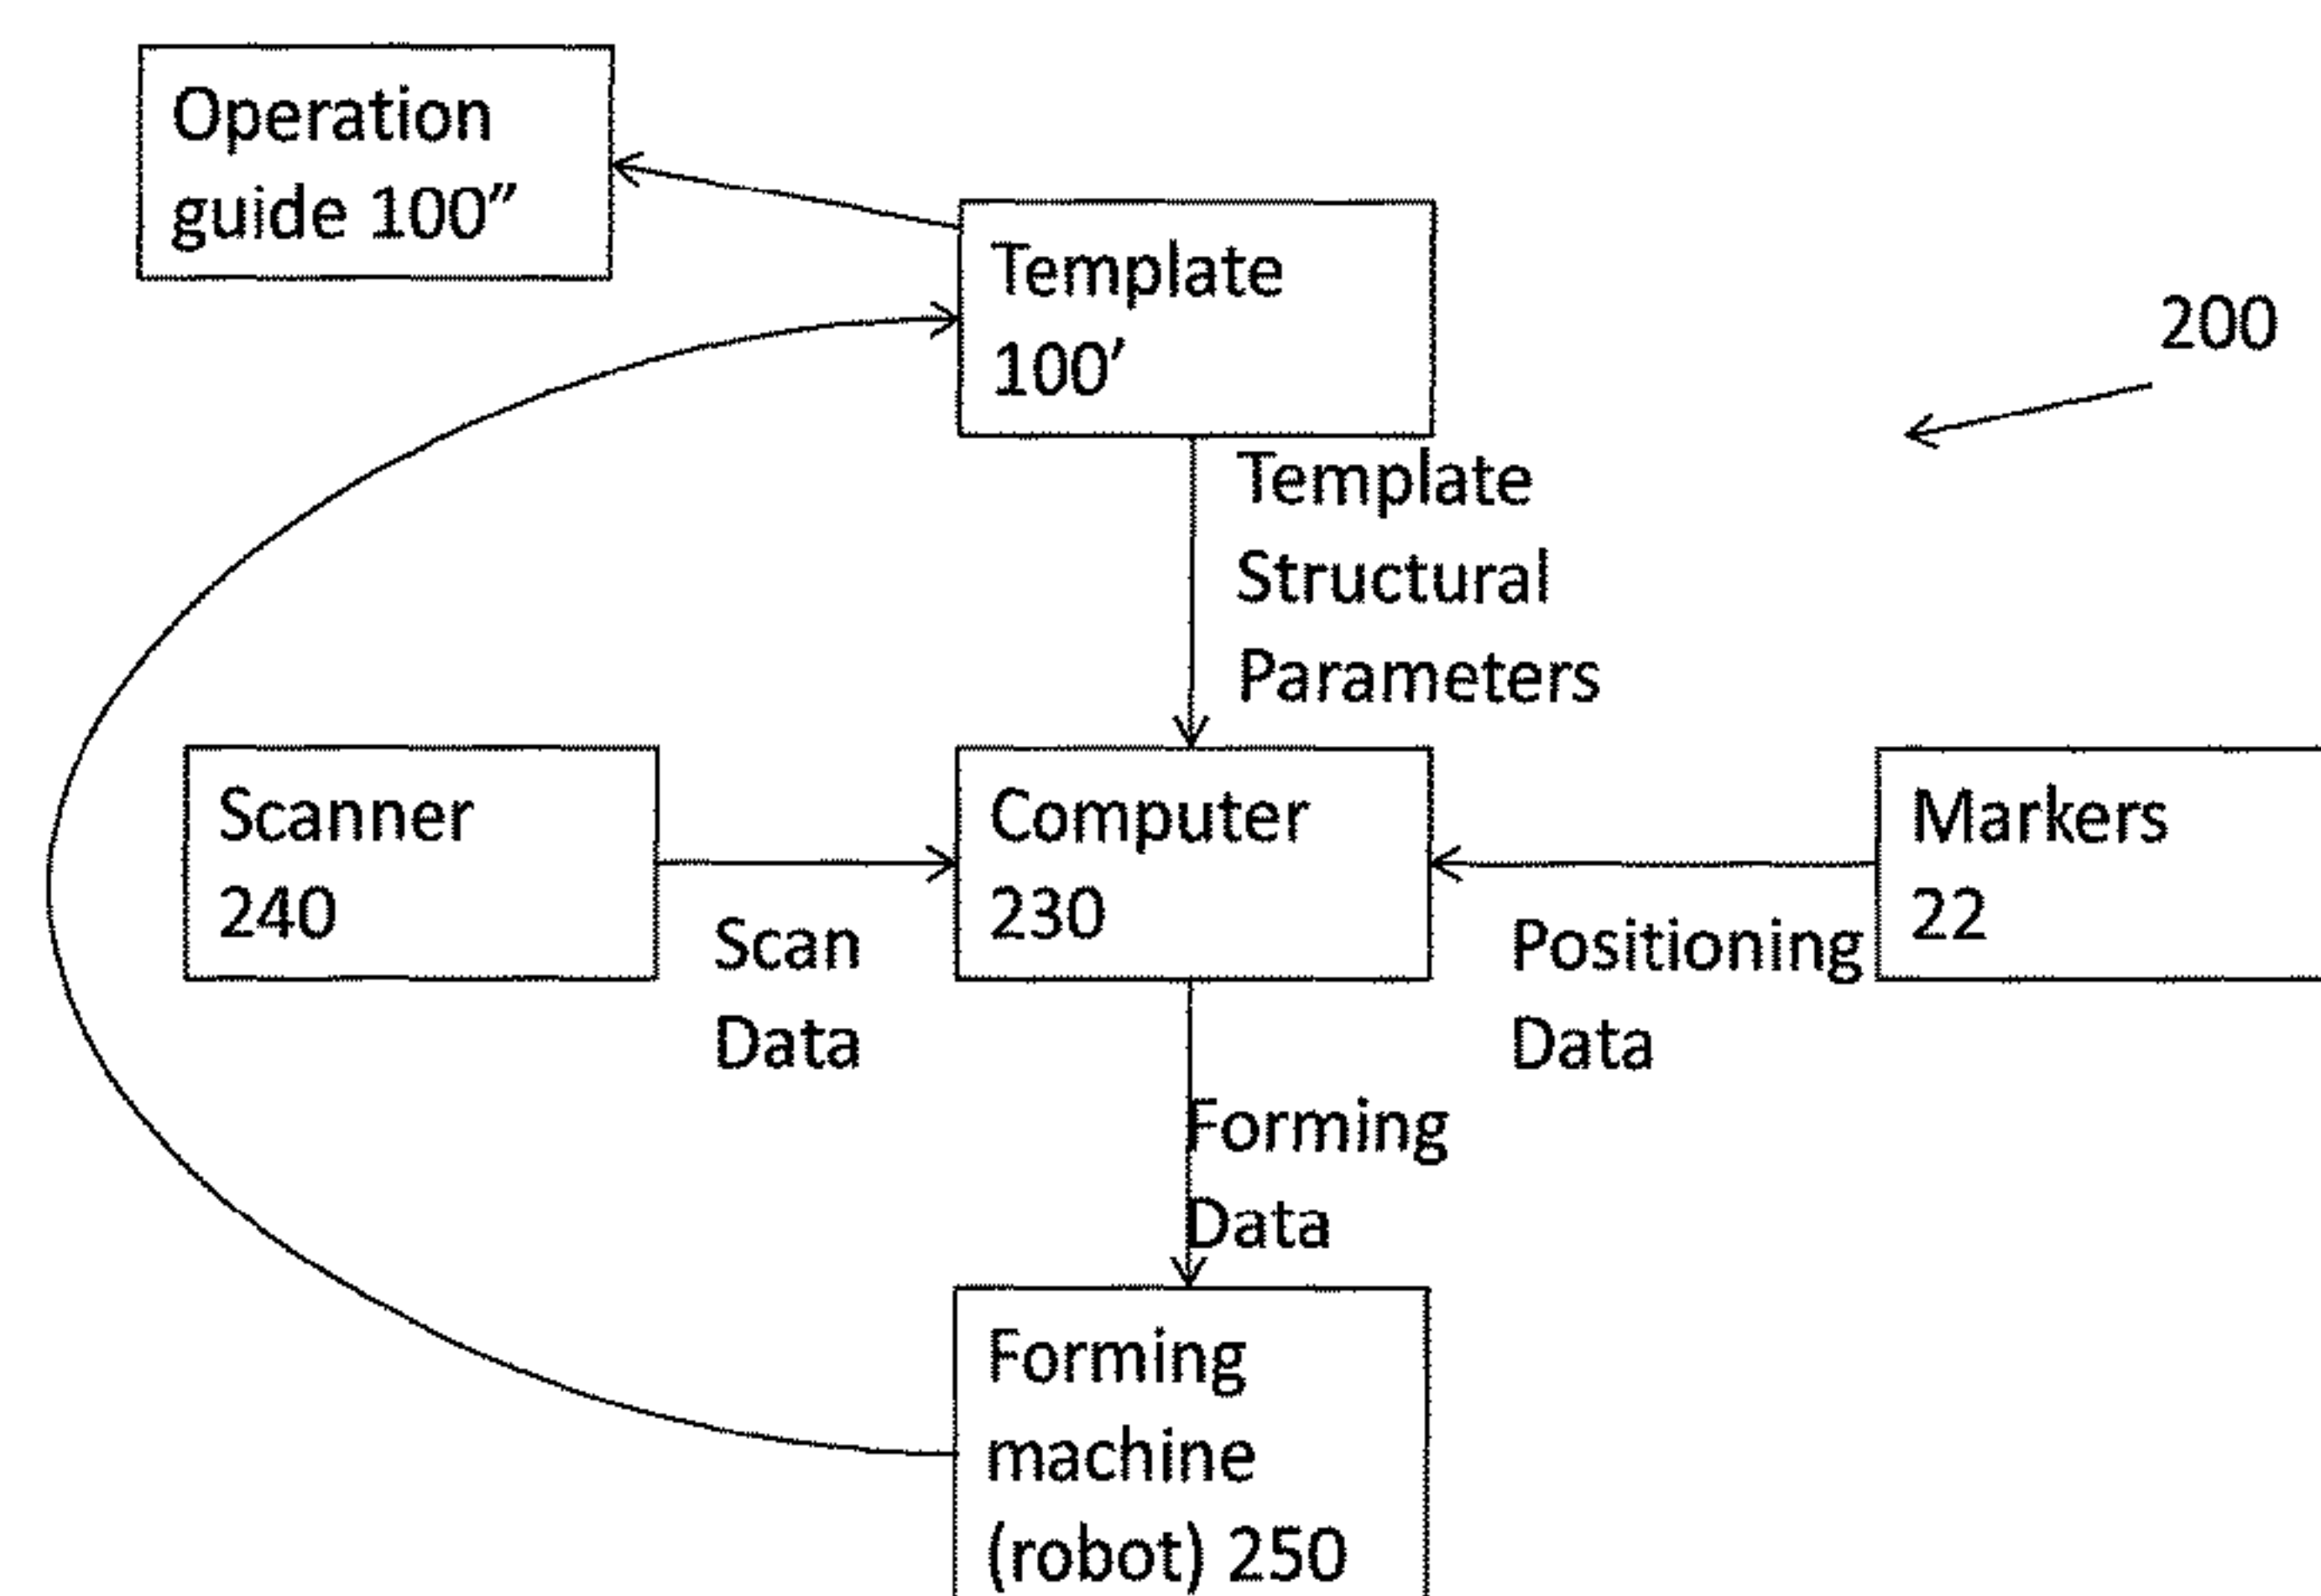 Operation
guide 100"
Template
100'
200
Template
Structural
Parameters
Scanner
240
Scan
Data
Computer
230
Positioning
Data
Markers
22
Forming
Data
Forming
machine
(robot) 250